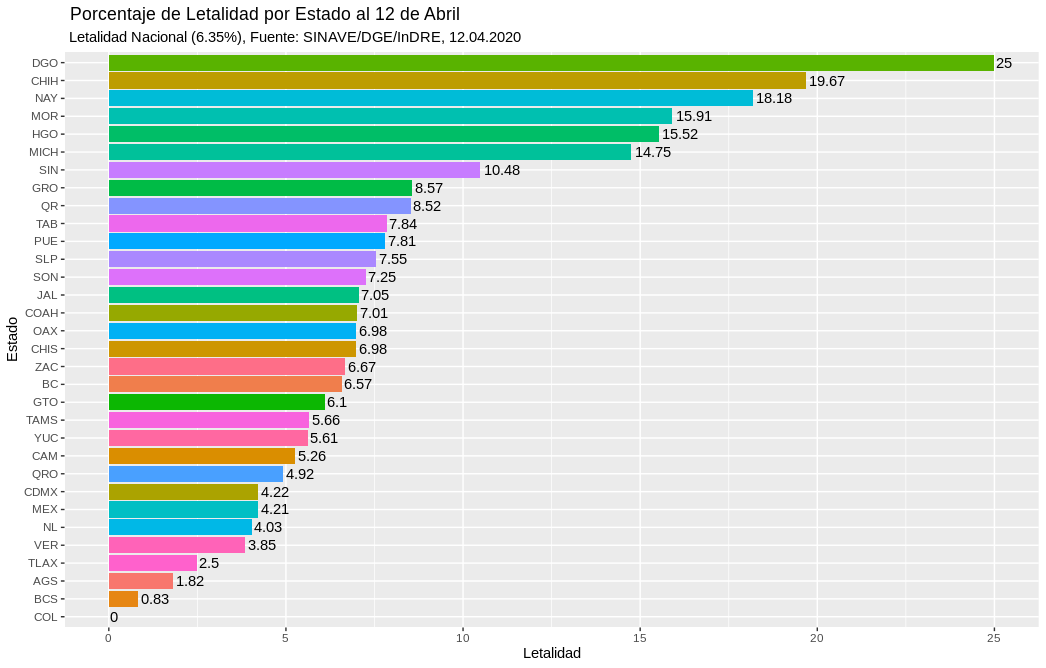 Porcentaje de Letalidad por Estado al 12 de Abril
Letalidad Nacional (6.35%), Fuente: SINAVE/DGE/InDRE, 12.04.2020
Estado
DGO 25
CHIH 19.67
NAY 18.18
MOR 15.91
HGO 15.52
MICH 14.75
SIN 10.48
GRO 8.57
QR 8.52
TAB 7.84
PUE 7.81
SLP 7.55
SON 7.25
JAL 7.05
COAH 7.01
OAX 6.98
CHIS 6.98
ZAC 6.67
BC 6.57
GTO 6.1
TAMS 5.66
YUC 5.61
CAM 5.26
QRO 4.92
CDMX 4.22
MEX 4.21
NL 4.03
VER 3.85
TLAX 2.5
AGS 1.82
BCS 0.83
COL 0
0 5 10 15 20 25
Letalidad